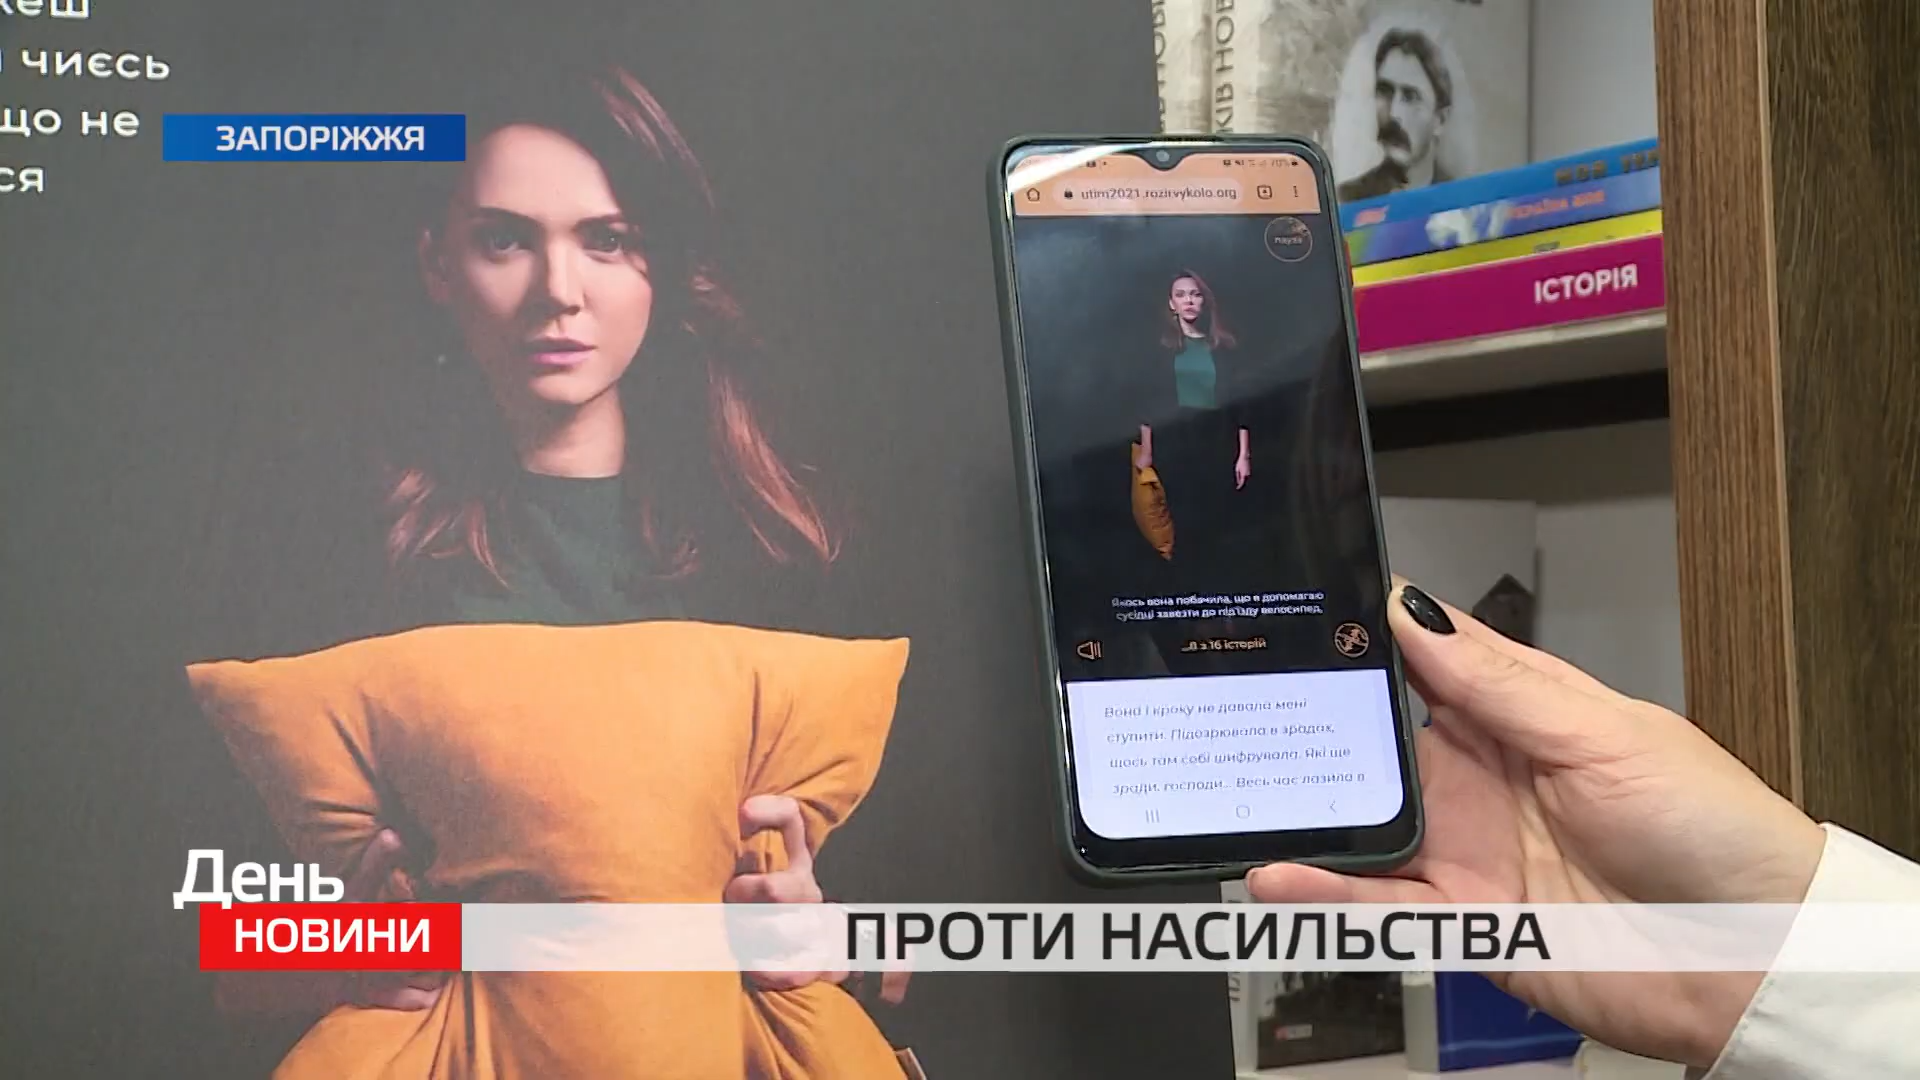 чиєсь
що не
ся
ЗАПОРІЖЖЯ
utim2021.rozirvykolo.org
пауза
Якось вона побачила, що я допомагаю
сусідці завезти до під'їзду велосипед,
8 з 16 історій
Вона і кроку не давала мені
ступити. Підозрювала в зрадах,
щось там собі шифрувала. Які ще
зради, господи... Весь час лазила в
ІСТОРІЯ
День
НОВИНИ
ПРОТИ НАСИЛЬСТВА